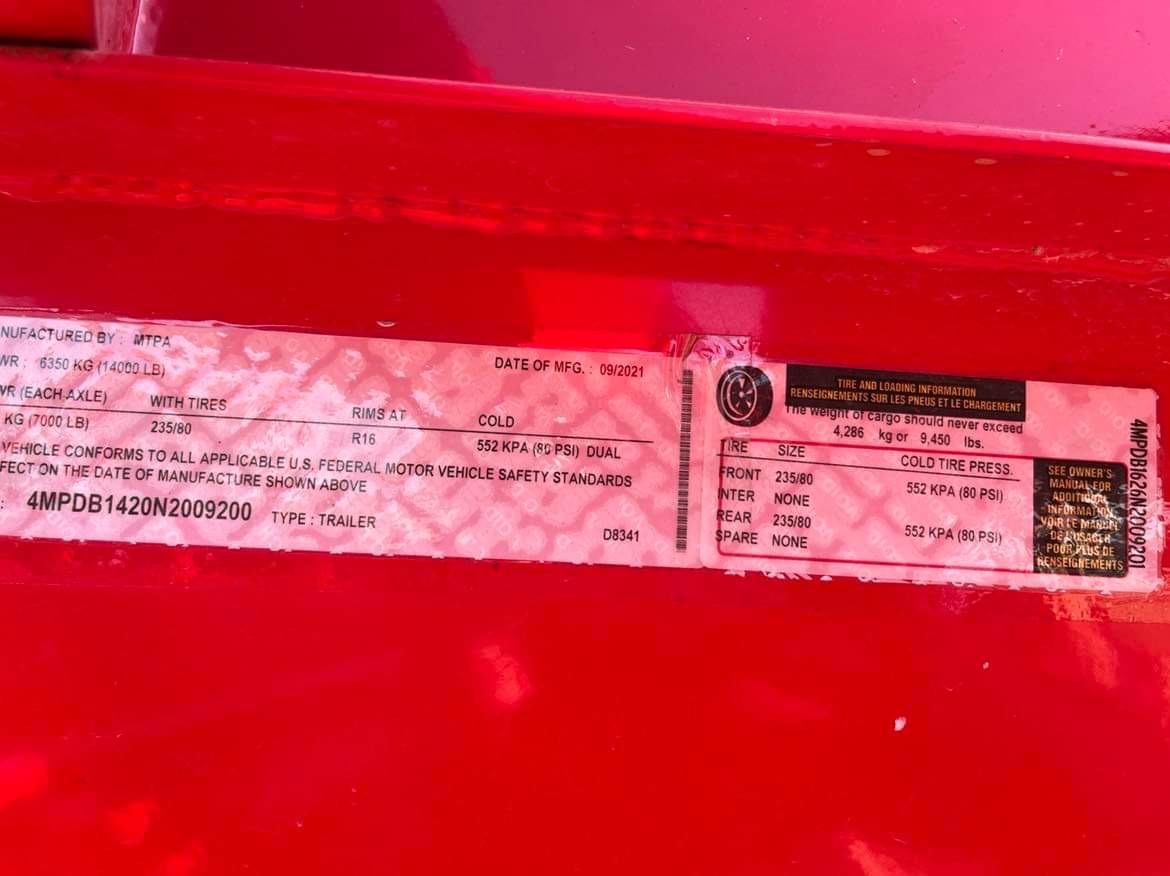 NUFACTURED BY : MTPA
WR : 6350 KG (14000 LB)
DATE OF MFG. : 09/2021
VR (EACH AXLE) WITH TIRES RIMS AT COLD
KG (7000 LB) 235/80 R16 552 KPA (80 PSI) DUAL
VEHICLE CONFORMS TO ALL APPLICABLE U.S. FEDERAL MOTOR VEHICLE SAFETY STANDARDS
FECT ON THE DATE OF MANUFACTURE SHOWN ABOVE
: 4MPDB1420N2009200 TYPE : TRAILER
D8341
TIRE AND LOADING INFORMATION
RENSEIGNEMENTS SUR LES PNEUS ET LE CHARGEMENT
The weight of cargo should never exceed
4,286 kg or 9,450 lbs.
TIRE SIZE COLD TIRE PRESS.
FRONT 235/80 552 KPA (80 PSI)
INTER NONE
REAR 235/80 552 KPA (80 PSI)
SPARE NONE
SEE OWNER'S
MANUAL FOR
ADDITIONAL
INFORMATION
VOIR LE MANUEL
DE L'USAGER
POUR PLUS DE
RENSEIGNEMENTS
4MPDB1626N2009201